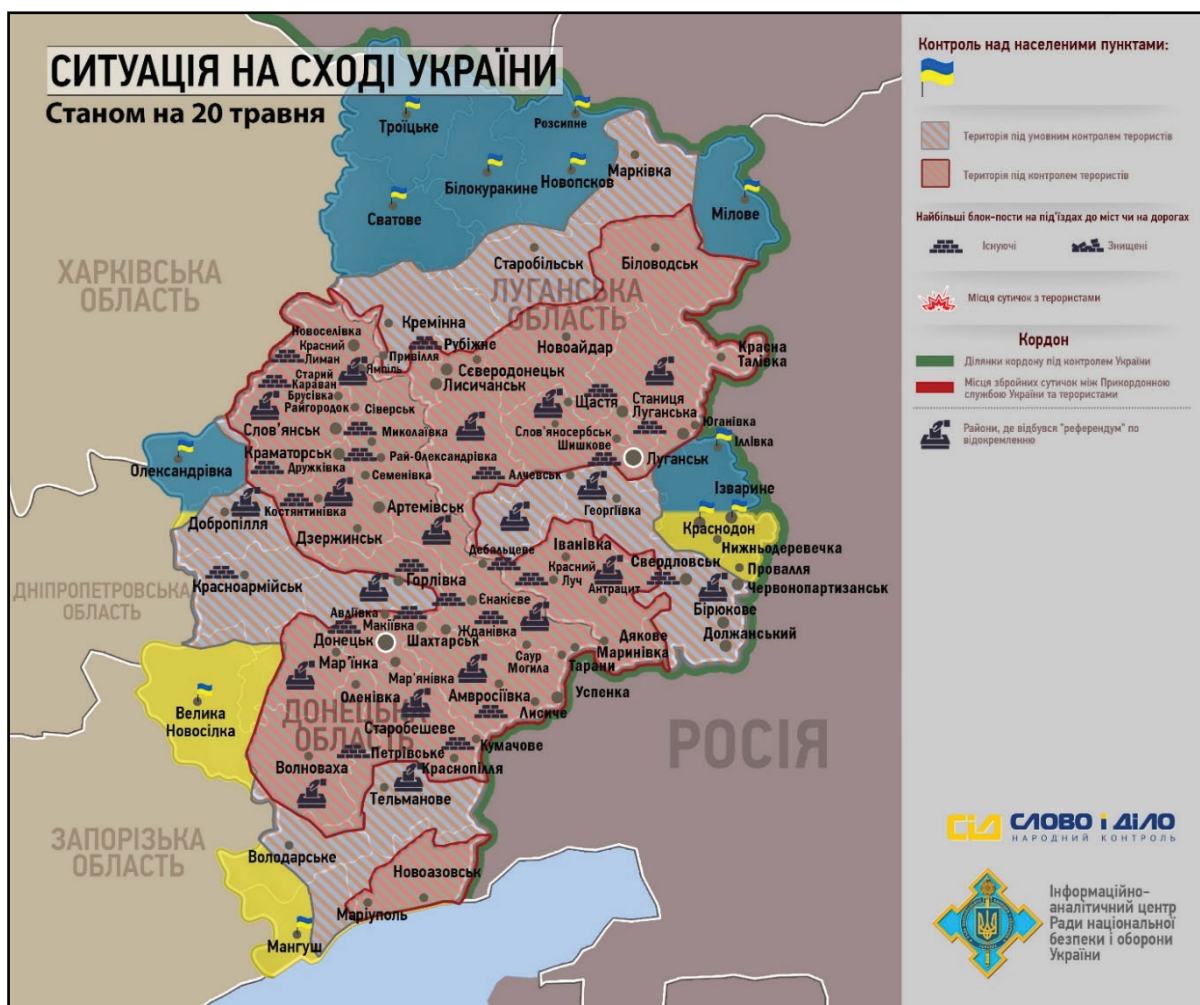 СИТУАЦІЯ НА СХОДІ УКРАЇНИ
Станом на 20 травня
Троїцьке
Розсипне
Білокуракине
Новопсков
Марківка
Сватове
Мілове
ХАРКІВСЬКА
ОБЛАСТЬ
Старобільськ
Біловодськ
ЛУГАНСЬКА
ОБЛАСТЬ
Новоселівка
Кремінна
Красний
Лиман
Привілля
Рубіжне
Новоайдар
Красна
Талівка
Ямпіль
Старий
Караван
Сєверодонецк
Лисичанськ
Брусівка
Райгородок
Сіверськ
Щастя
Станиця
Луганська
Слов'янськ
Миколаївка
Слов'яносербськ
Юганівка
Шишкове
Іллівка
Олександрівка
Краматорськ
Рай-Олександрівка
Луганськ
Дружківка
Семенівка
Алчевськ
Ізварине
Костянтинівка
Артемівськ
Георгіївка
Добропілля
Краснодон
Дзержинськ
Іванівка
Нижньодеревечка
Дебальцеве
Красний
Луч
Свердловськ
Провалля
ДНІПРОПЕТРОВСЬКА
ОБЛАСТЬ
Красноармійськ
Горлівка
Червонопартизанськ
Єнакієве
Антрацит
Бірюкове
Авдіївка
Макіївка
Жданівка
Должанський
Донецьк
Шахтарськ
Дякове
Маринівка
Мар'їнка
Саур
Могила
Тарани
Мар'янівка
Амвросіївка
Успенка
Оленівка
Велика
Новосілка
ДОНЕЦЬКА
ОБЛАСТЬ
Лисиче
РОСІЯ
Старобешеве
Кумачове
Петрівське
Волноваха
Краснопілля
Тельманове
ЗАПОРІЗЬКА
ОБЛАСТЬ
Володарське
Новоазовськ
Маріуполь
Мангуш
Контроль над населеними пунктами:
Територія під умовним контролем терористів
Територія під контролем терористів
Найбільші блок-пости на під'їздах до міст чи на дорогах
Існуючі
Знищені
Місця сутичок з терористами
Кордон
Ділянки кордону під контролем України
Місця збройних сутичок між Прикордонною
службою України та терористами
Райони, де відбувся "референдум" по
відокремленню
СІД СЛОВО і ДІЛО
НАРОДНИЙ КОНТРОЛЬ
Інформаційно-
аналітичний центр
Ради національної
безпеки і оборони
України